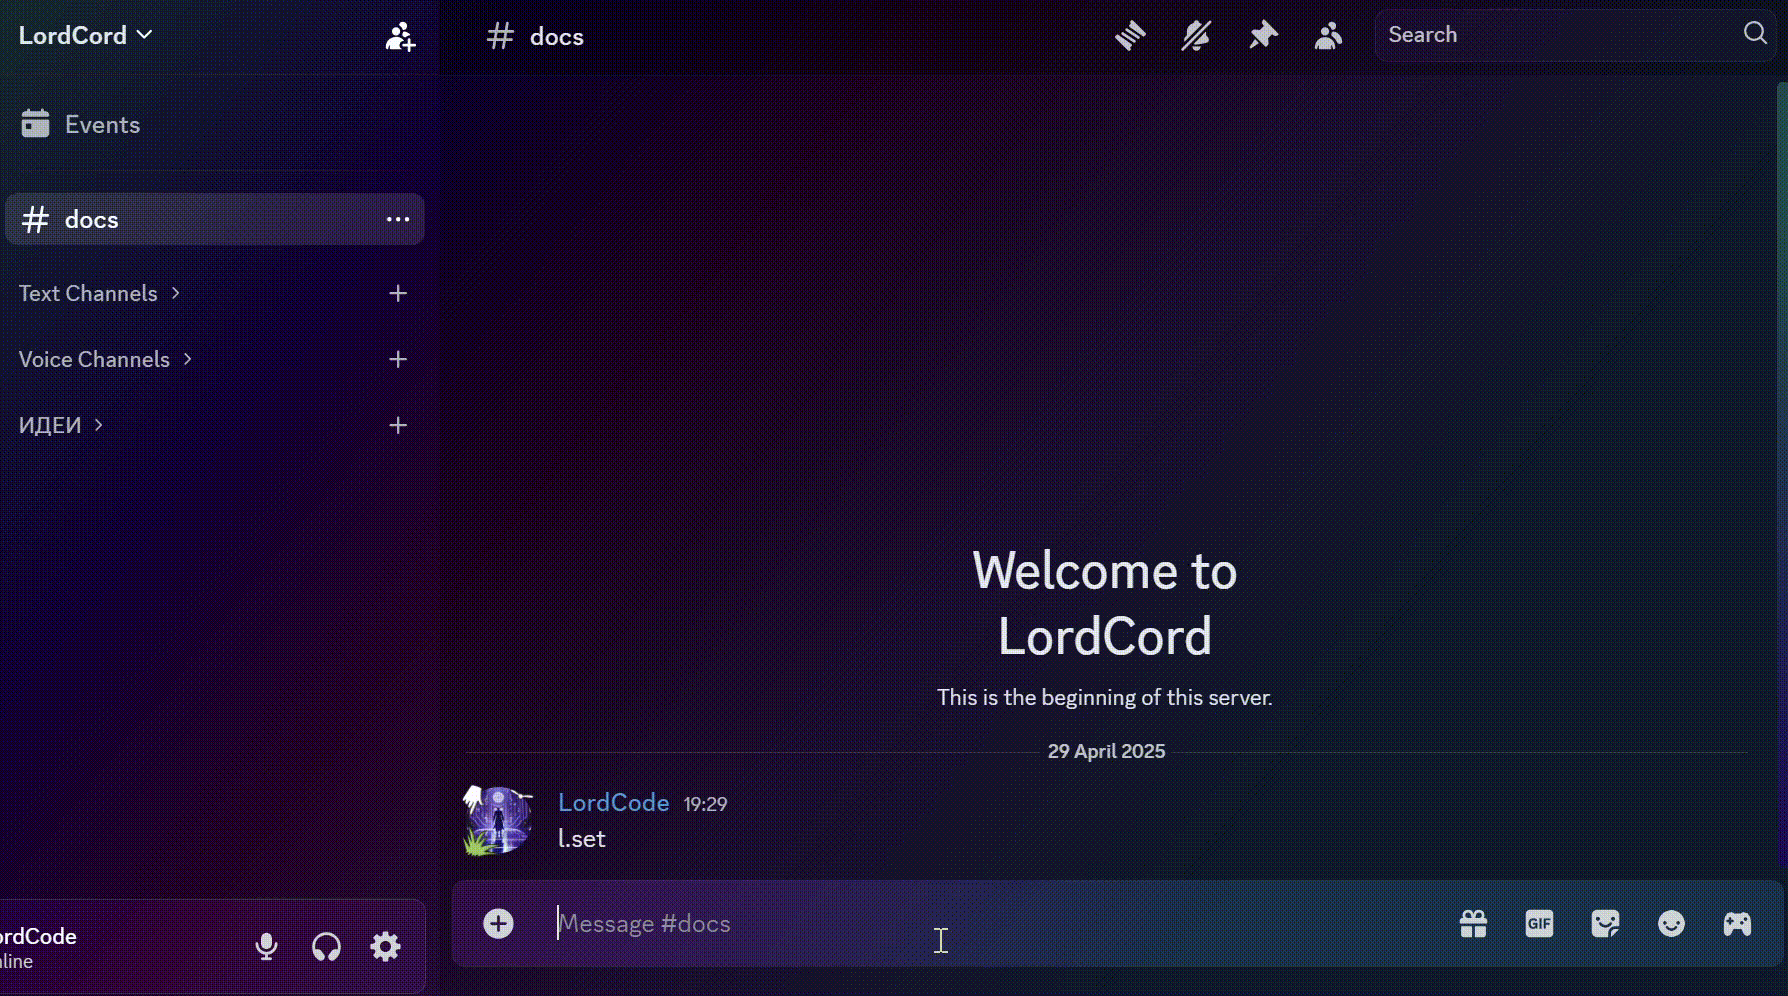 LordCord
Events
docs
Text Channels
Voice Channels
ИДЕИ
ordCode
line
docs
Search
Welcome to
LordCord
This is the beginning of this server.
29 April 2025
LordCode 19:29
l.set
Message #docs
GIF